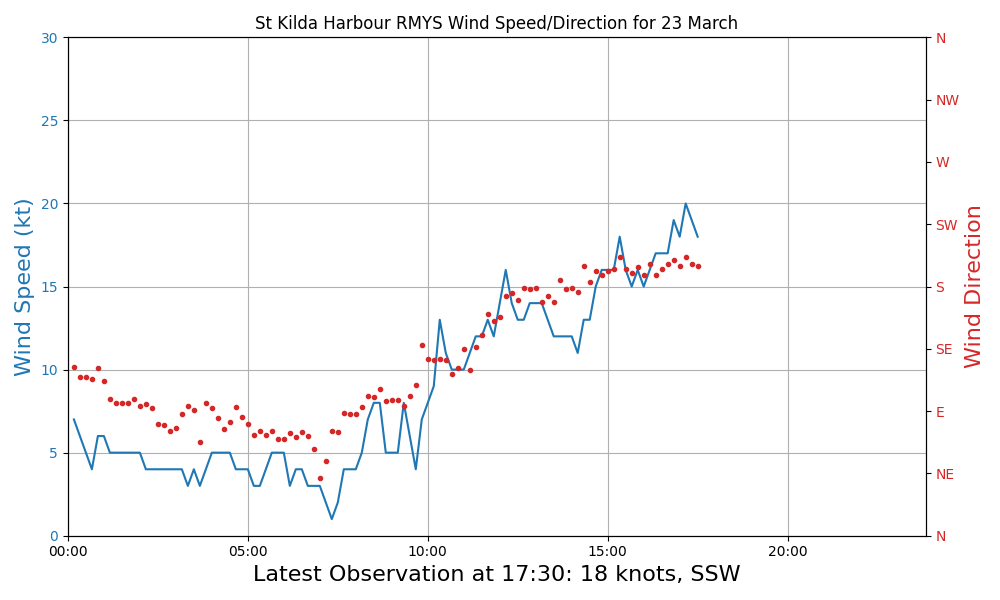 St Kilda Harbour RMYS Wind Speed/Direction for 23 March
30
25
20
15
10
5
0
Wind Speed (kt)
N
NW
W
SW
S
SE
E
NE
N
Wind Direction
00:00 05:00 10:00 15:00 20:00
Latest Observation at 17:30: 18 knots, SSW